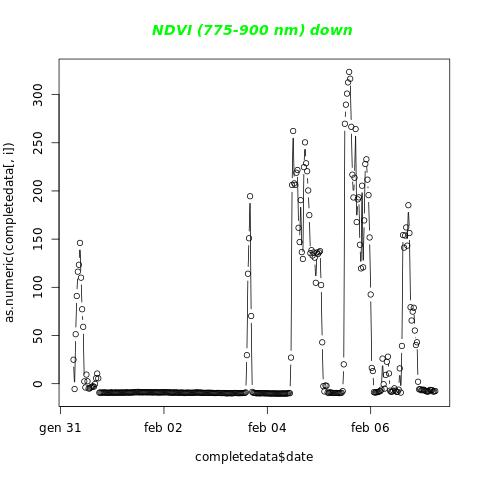 NDVI (775-900 nm) down
as.numeric(completedata[, i])
300
250
200
150
100
50
0
gen 31
feb 02
feb 04
feb 06
completedata$date